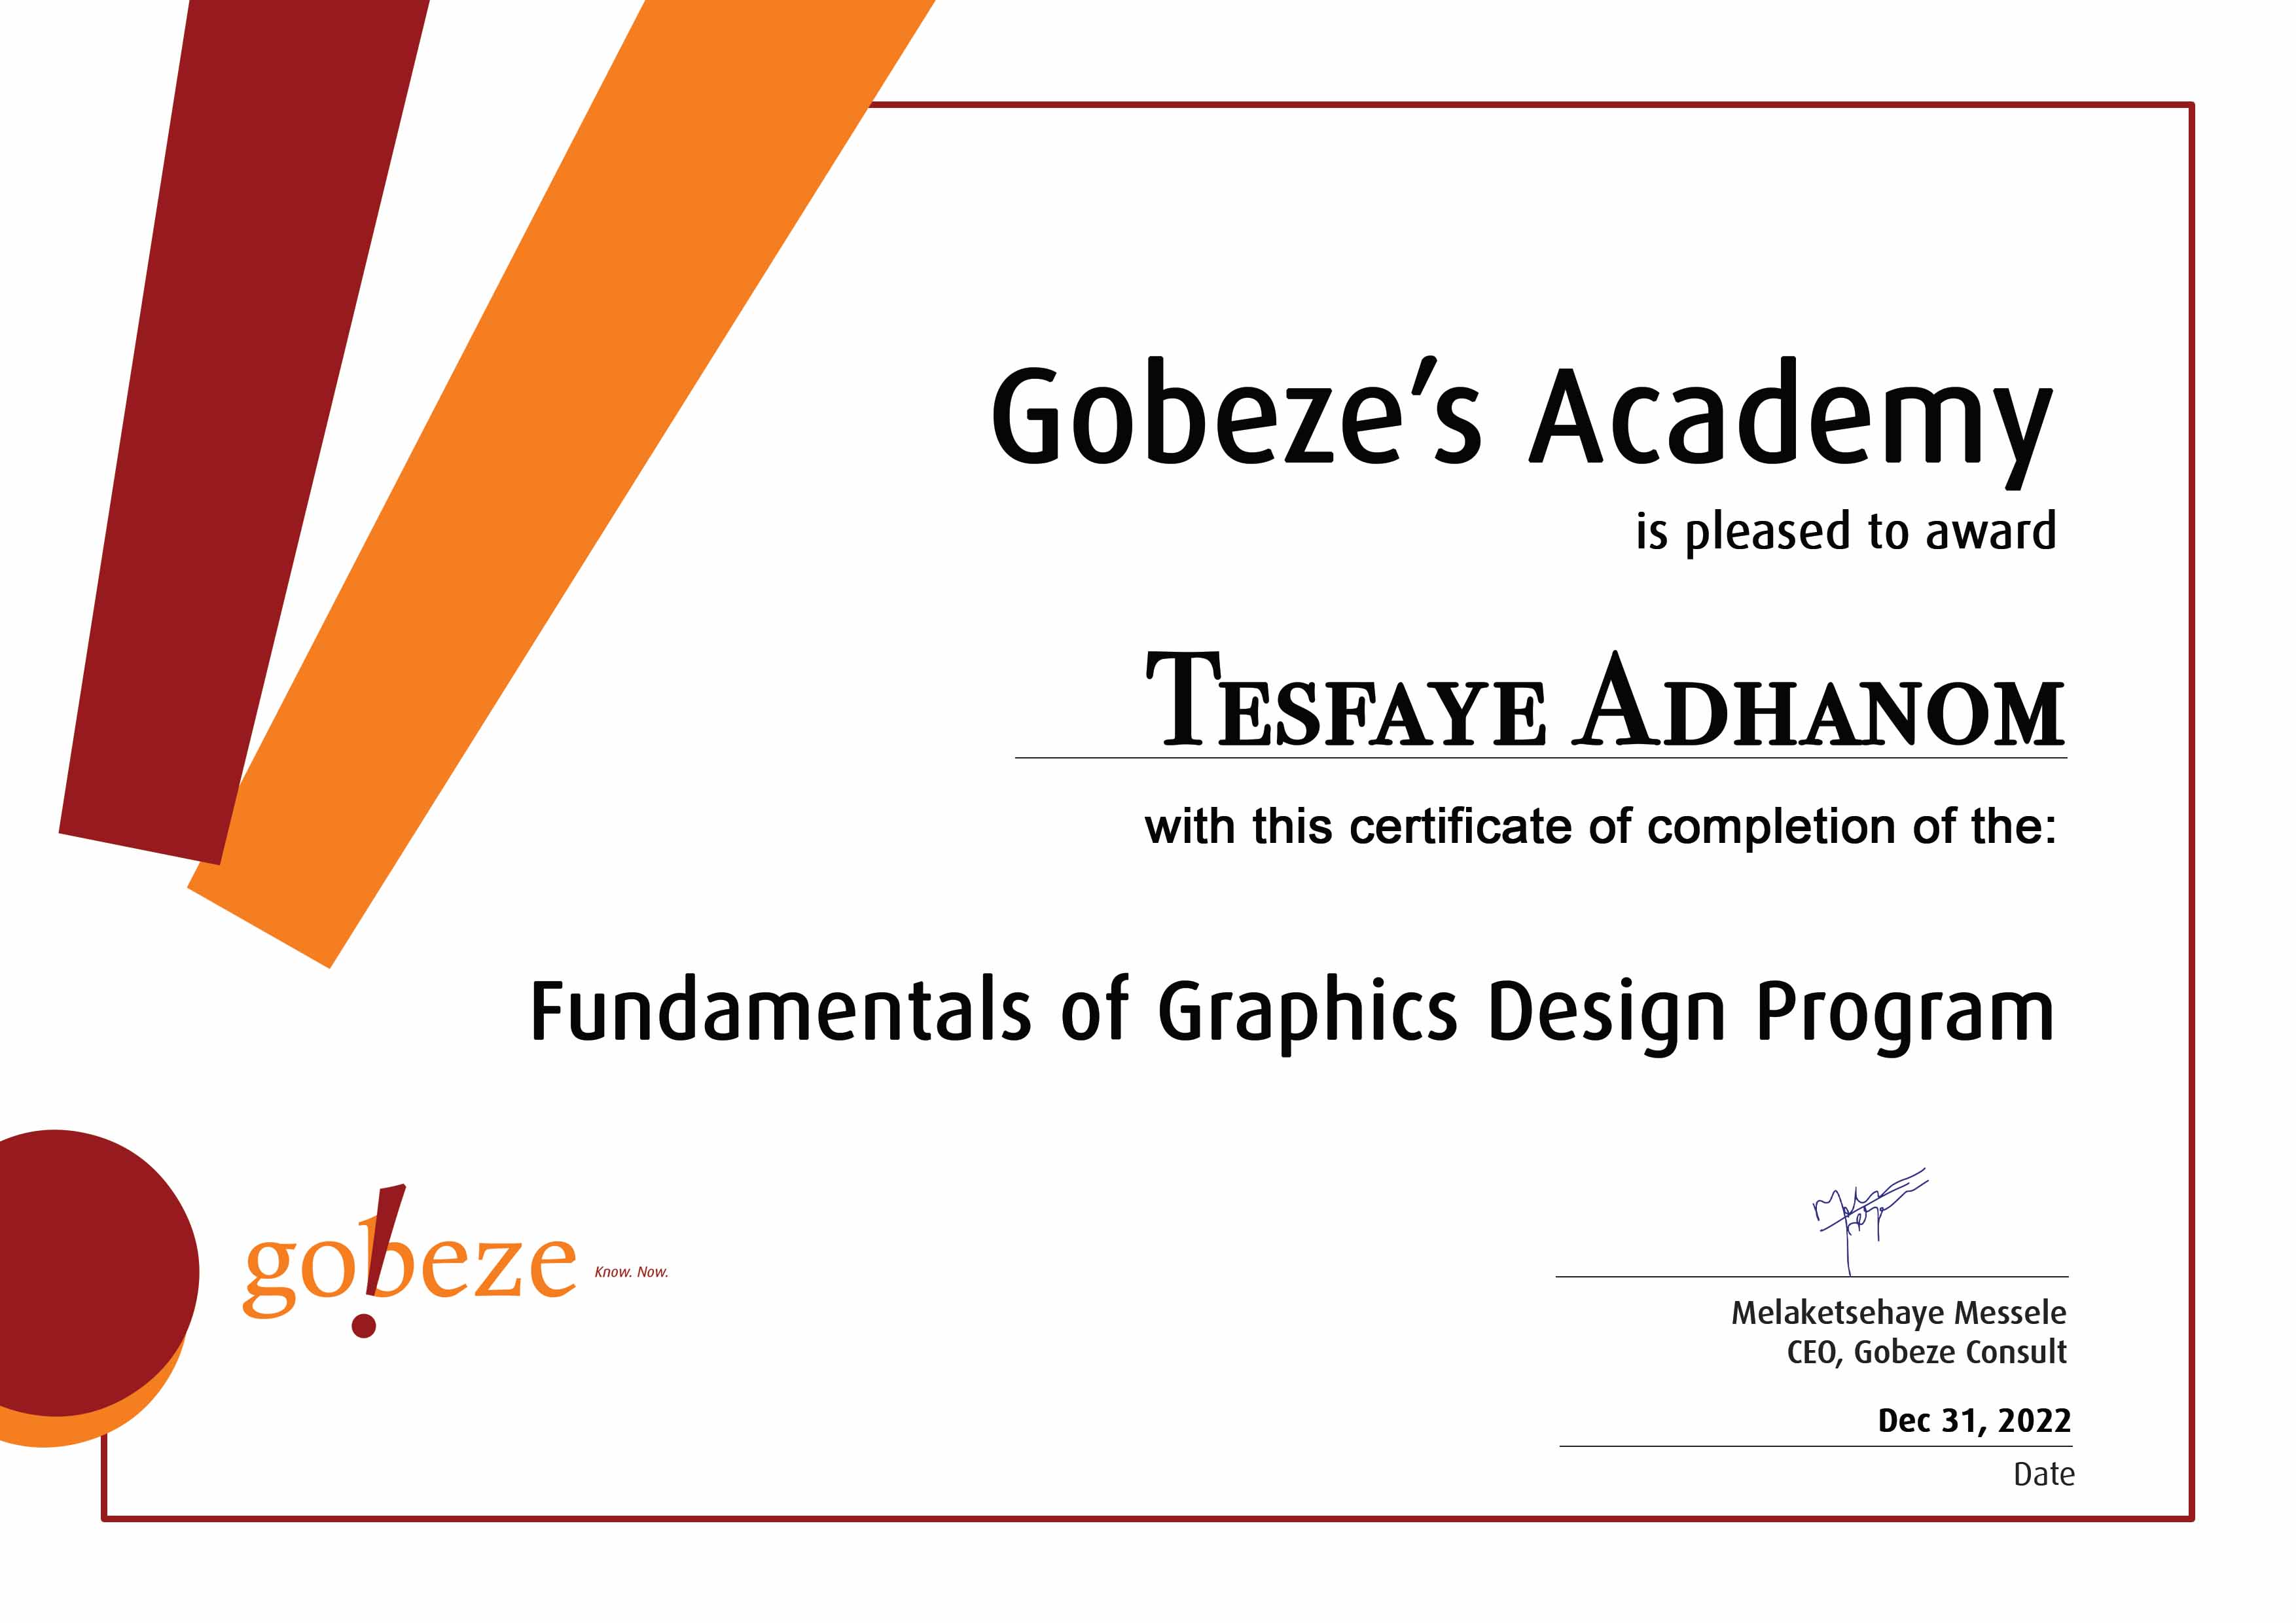 Gobeze's Academy
is pleased to award
Tesfaye Adhanom
with this certificate of completion of the:
Fundamentals of Graphics Design Program
gobeze Know. Now.
Melaketsehaye Messele
CEO, Gobeze Consult
Dec 31, 2022
Date